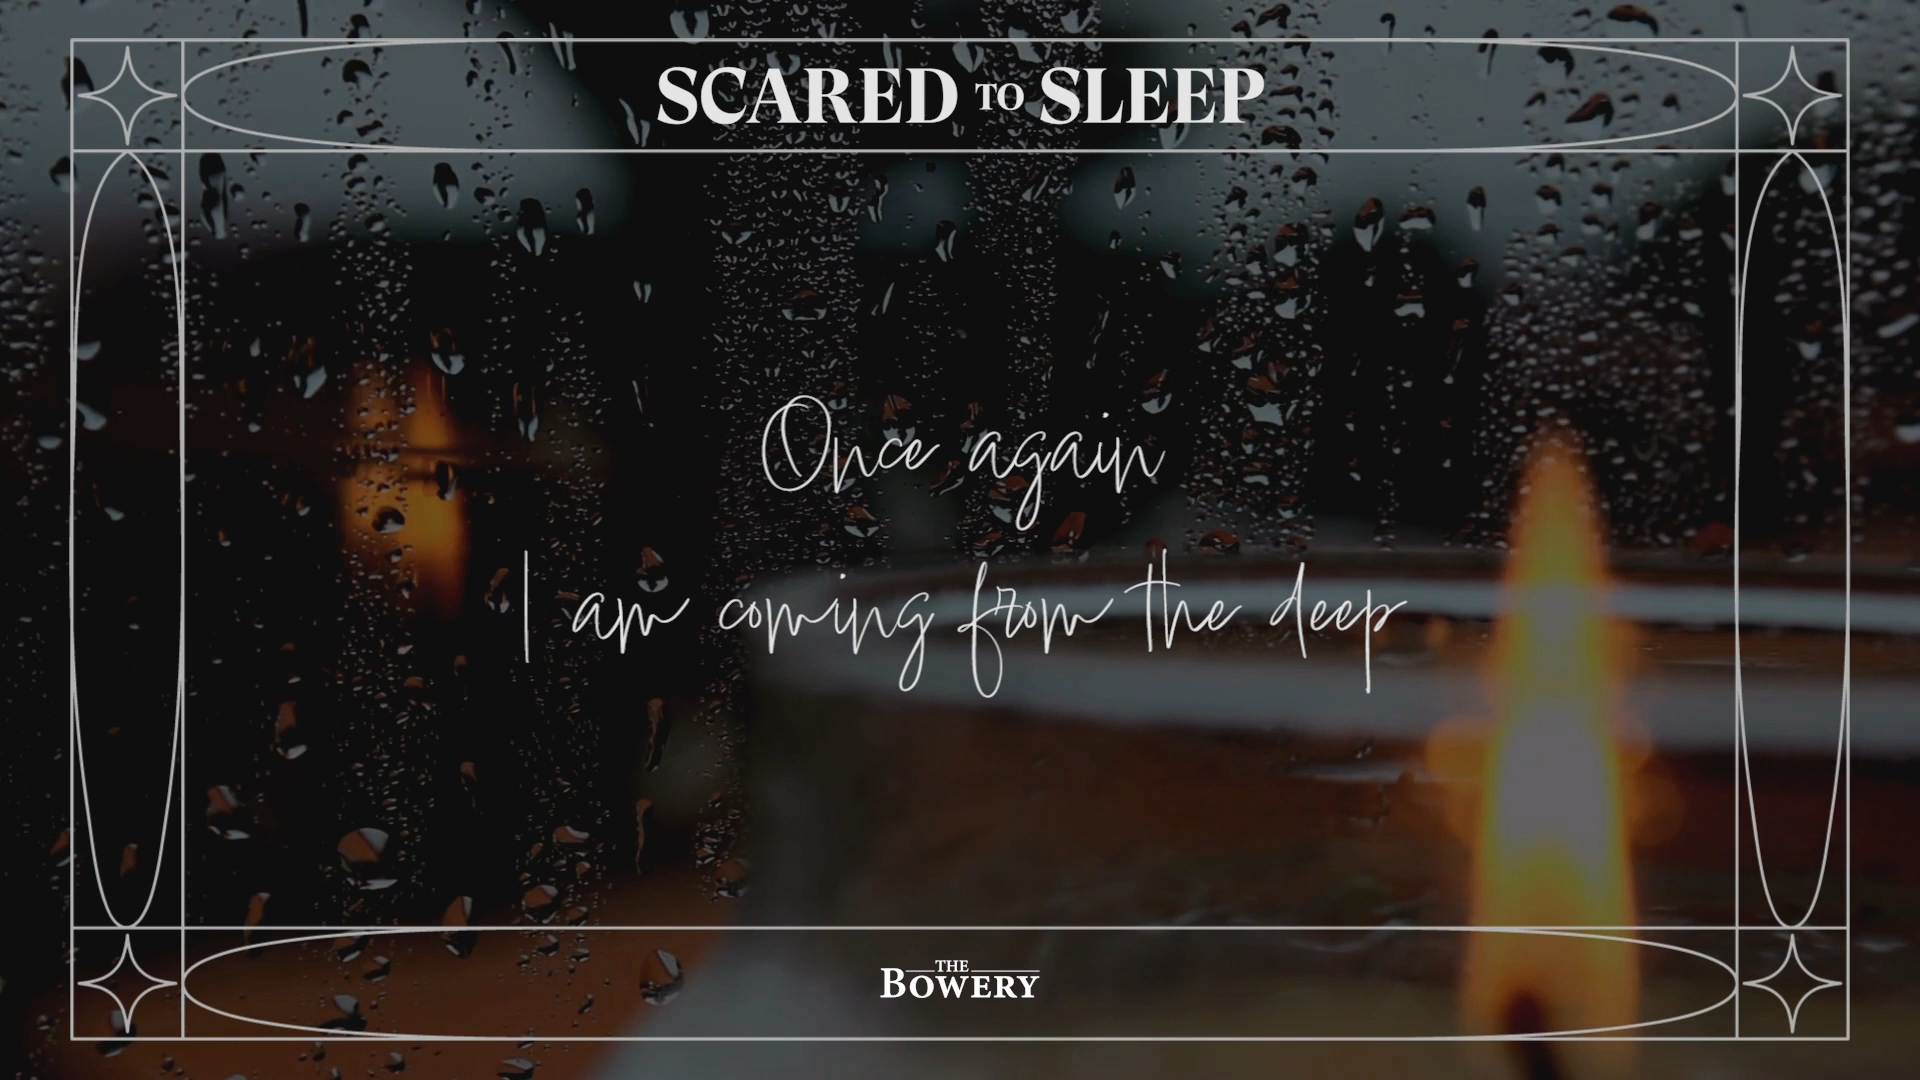 SCARED TO SLEEP
Once again
I am coming from the deep
THE
BOWERY